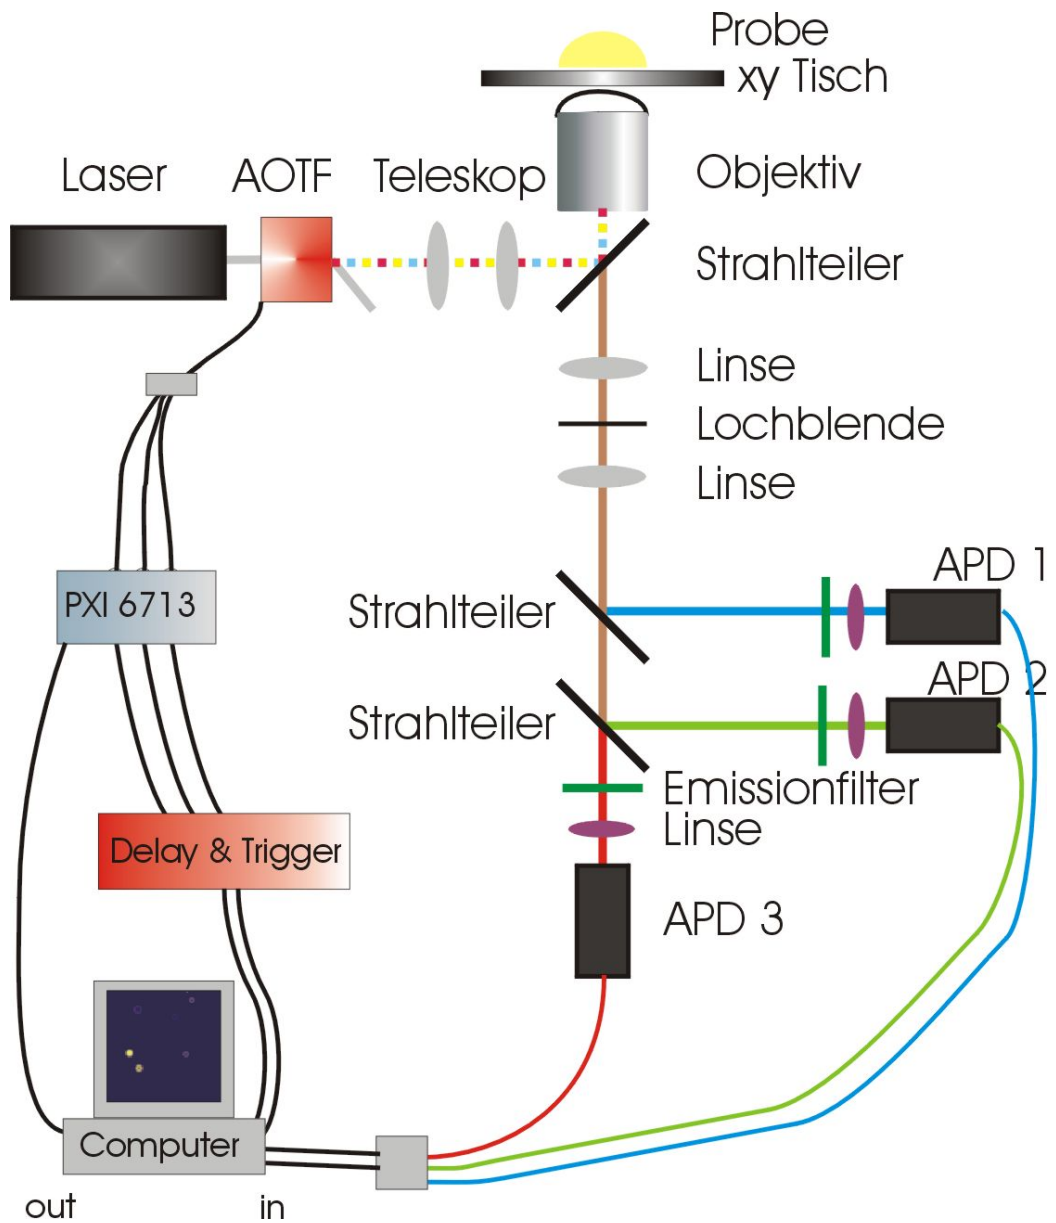 Probe
xy Tisch
Laser
AOTF
Teleskop
Objektiv
Strahlteiler
Linse
Lochblende
Linse
APD 1
PXI 6713
Strahlteiler
APD 2
Strahlteiler
Emissionfilter
Linse
Delay & Trigger
APD 3
Computer
out
in